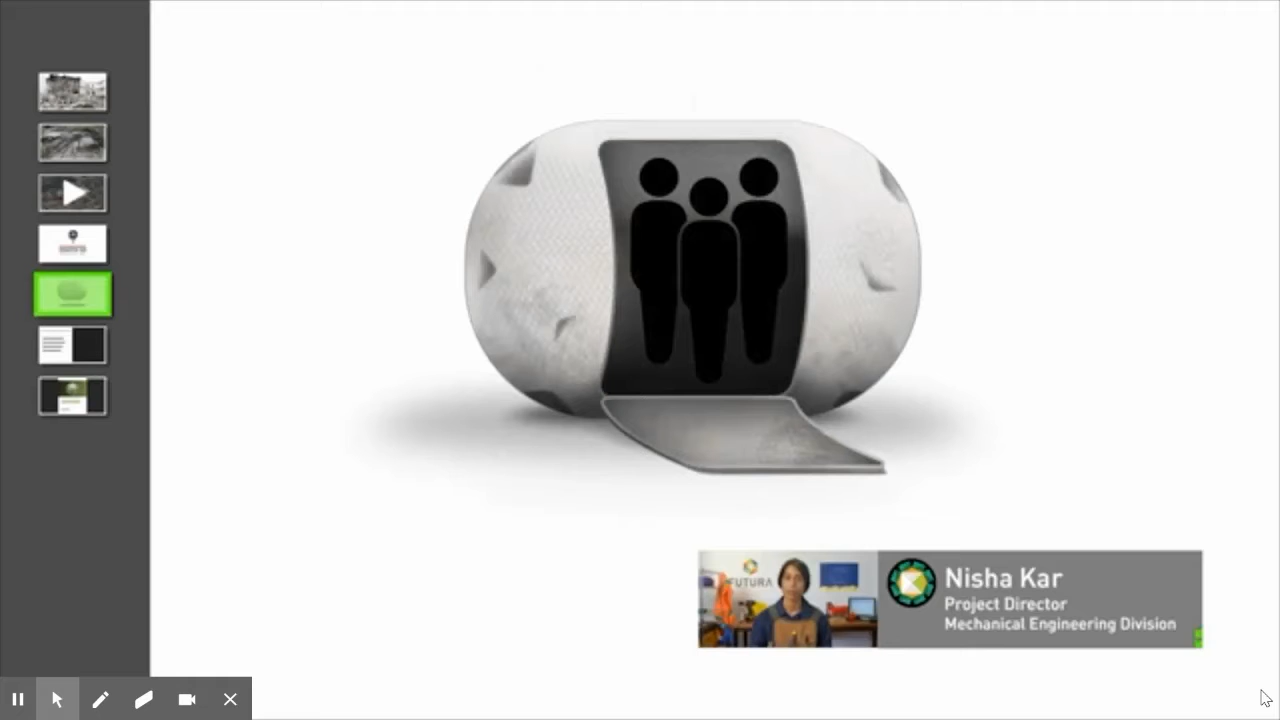 FUTURA
Nisha Kar
Project Director
Mechanical Engineering Division